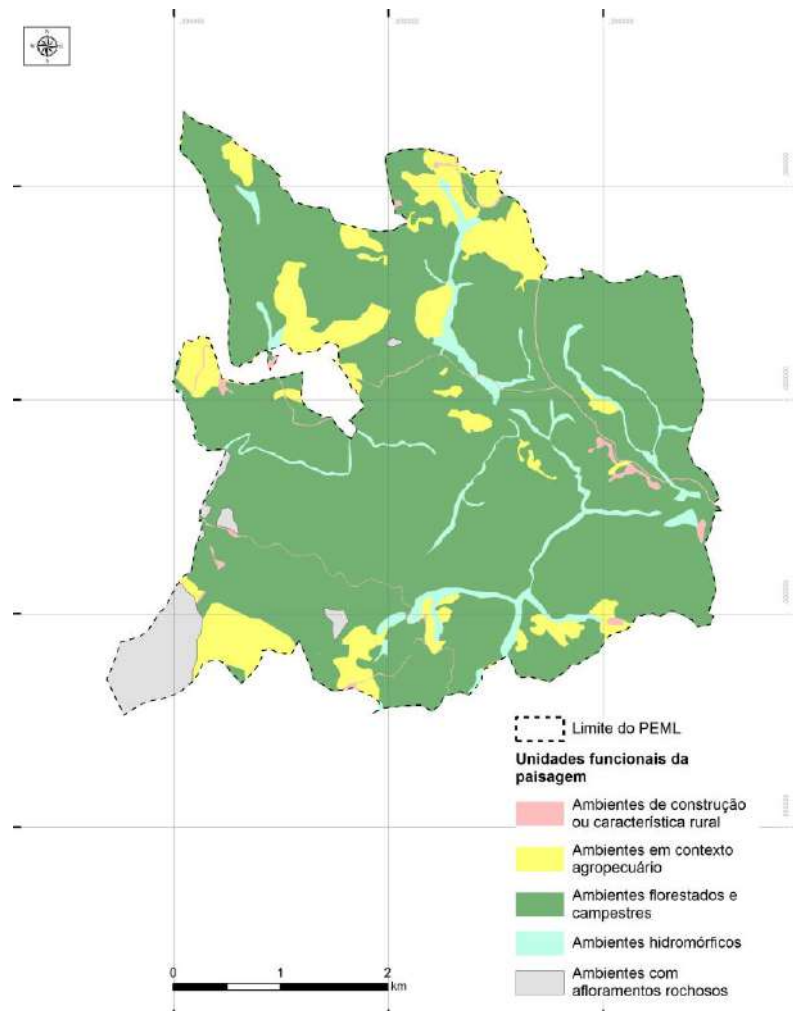 N
S
Limite do PEML
Unidades funcionais da
paisagem
Ambientes de construção
ou característica rural
Ambientes em contexto
agropecuário
Ambientes florestados e
campestres
Ambientes hidromórficos
Ambientes com
afloramentos rochosos
0
1
2
km